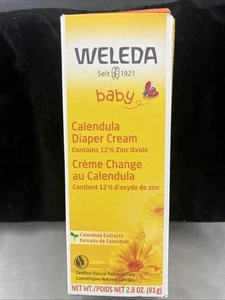 WELEDA
Seit 1921
baby
Calendula
Diaper Cream
Contains 12% Zinc Oxide
Crème Change
au Calendula
Contient 12% d'oxyde de zinc
Calendula Extracts
Extraits de Calendula
Certified Natural Personal Care
Cosmétiques Naturels Certifiés
NET WT./POIDS NET 2.8 OZ. (81g)